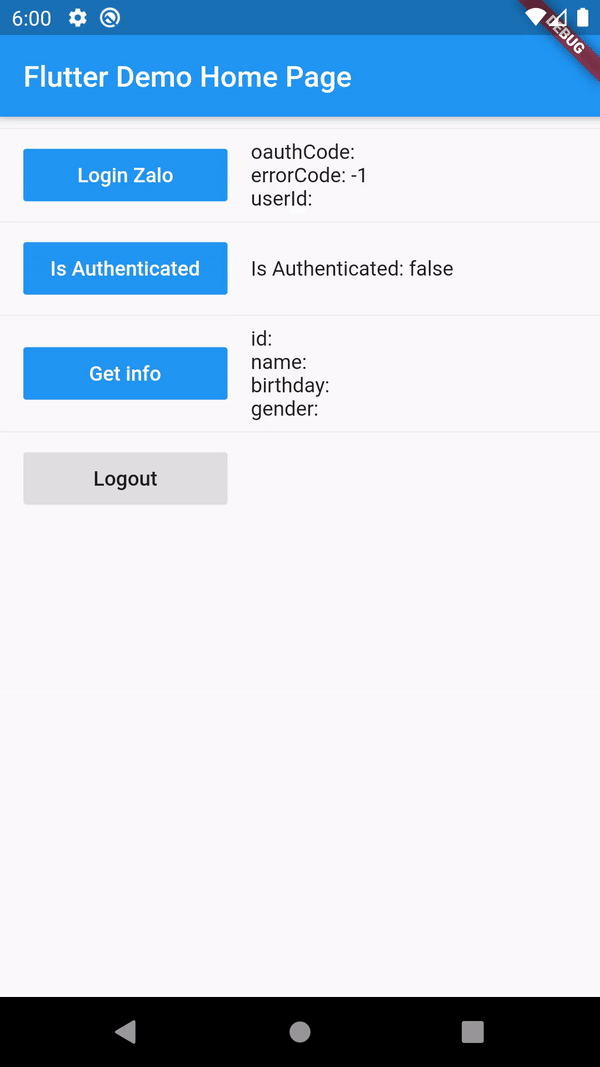 6:00
DEBUG
Flutter Demo Home Page
Login Zalo
oauthCode:
errorCode: -1
userId:
Is Authenticated
Is Authenticated: false
Get info
id:
name:
birthday:
gender:
Logout